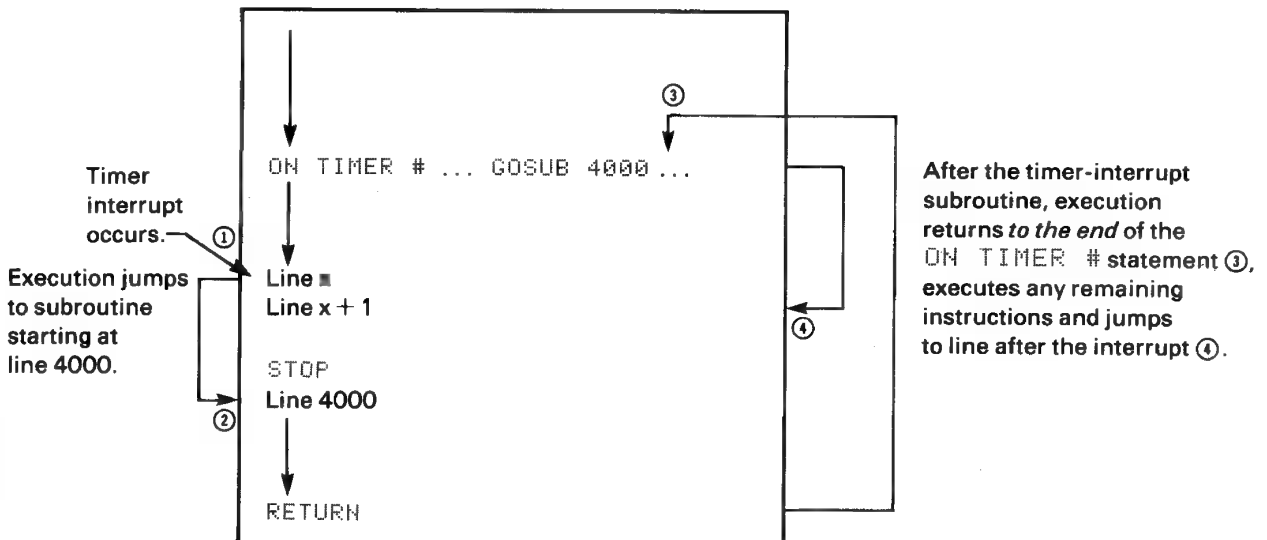 ③
ON TIMER # ... GOSUB 4000 ...
Timer
interrupt
occurs.
①
Execution jumps
to subroutine
starting at
line 4000.
②
Line
Line x + 1
STOP
Line 4000
RETURN
④
After the timer-interrupt
subroutine, execution
returns to the end of the
ON TIMER # statement ③,
executes any remaining
instructions and jumps
to line after the interrupt ④.